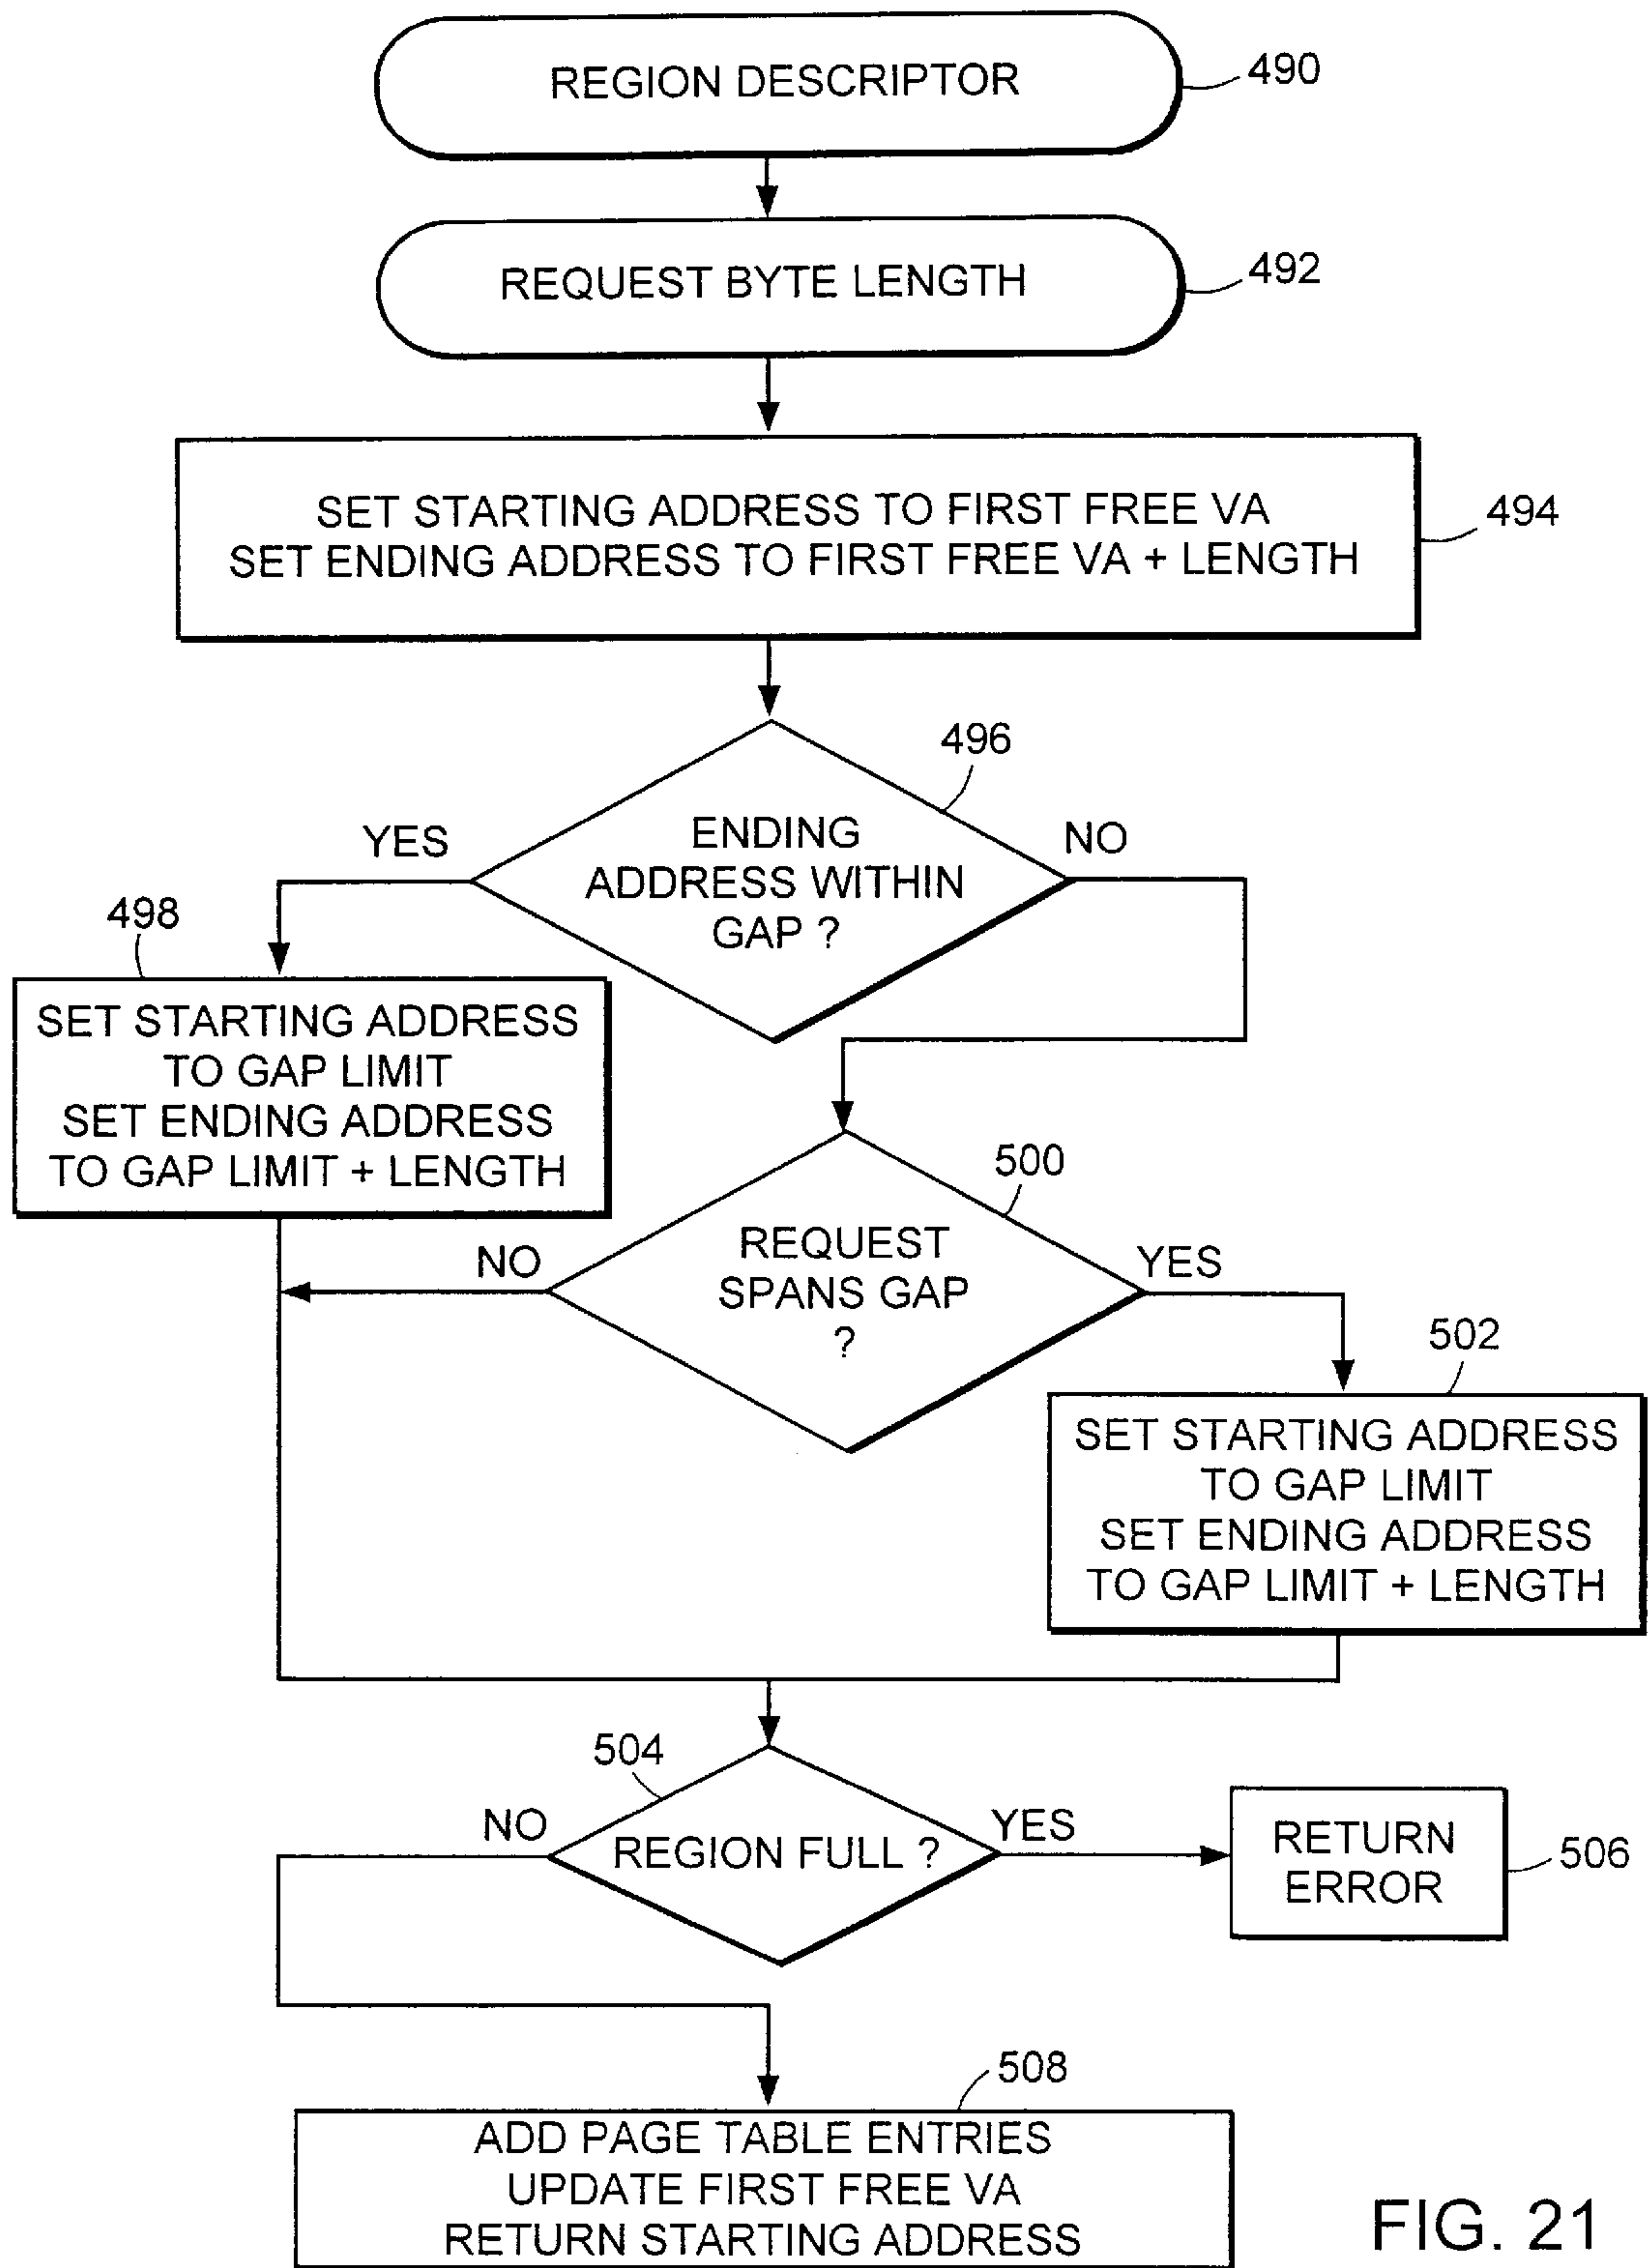 REGION DESCRIPTOR
490
REQUEST BYTE LENGTH
492
SET STARTING ADDRESS TO FIRST FREE VA
SET ENDING ADDRESS TO FIRST FREE VA + LENGTH
494
496
YES
ENDING
ADDRESS WITHIN
GAP ?
NO
498
SET STARTING ADDRESS
TO GAP LIMIT
SET ENDING ADDRESS
TO GAP LIMIT + LENGTH
500
NO
REQUEST
SPANS GAP
?
YES
502
SET STARTING ADDRESS
TO GAP LIMIT
SET ENDING ADDRESS
TO GAP LIMIT + LENGTH
504
NO
REGION FULL ?
YES
RETURN
ERROR
506
508
ADD PAGE TABLE ENTRIES
UPDATE FIRST FREE VA
RETURN STARTING ADDRESS
FIG. 21